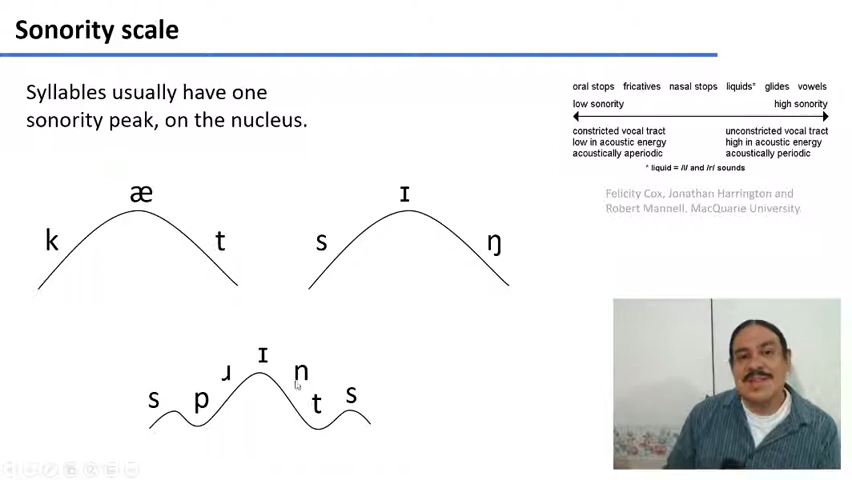 Sonority scale
Syllables usually have one
sonority peak, on the nucleus.
oral stops fricatives nasal stops liquids* glides vowels
low sonority high sonority
constricted vocal tract unconstricted vocal tract
low in acoustic energy high in acoustic energy
acoustically aperiodic acoustically periodic
* liquid = /l/ and /r/ sounds
Felicity Cox, Jonathan Harrington and
Robert Mannell. MacQuarie University.
k æ t
s ɪ ŋ
s p ɹ ɪ n t s